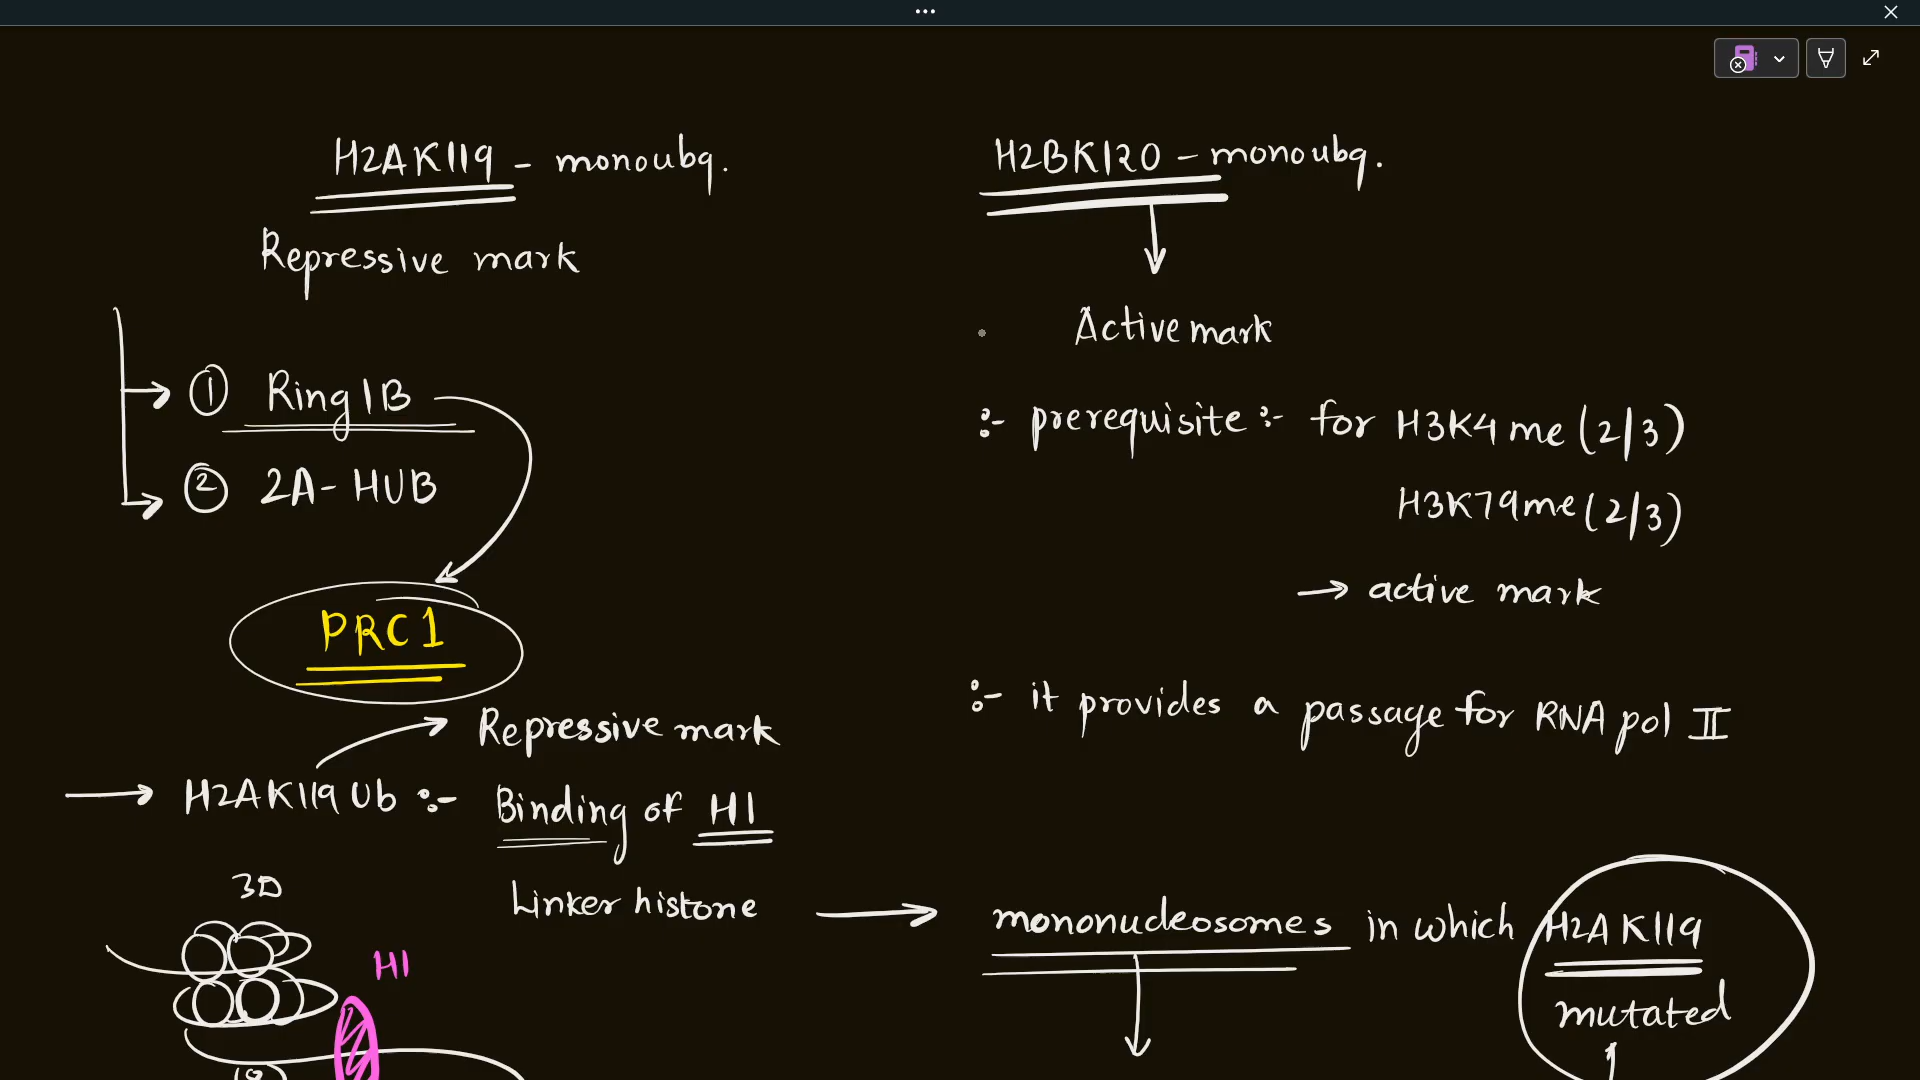 H2AK119 - monoubq.
Repressive mark
① Ring1B
② 2A-HUB
PRC1
Repressive mark
→ H2AK119Ub :- Binding of H1
Linker histone
3D
H1
H2BK120 - monoubq.
Active mark
:- prerequisite :- for H3K4me(2/3)
H3K79me(2/3)
→ active mark
:- it provides a passage for RNA pol II
→ mononucleosomes in which H2AK119
mutated